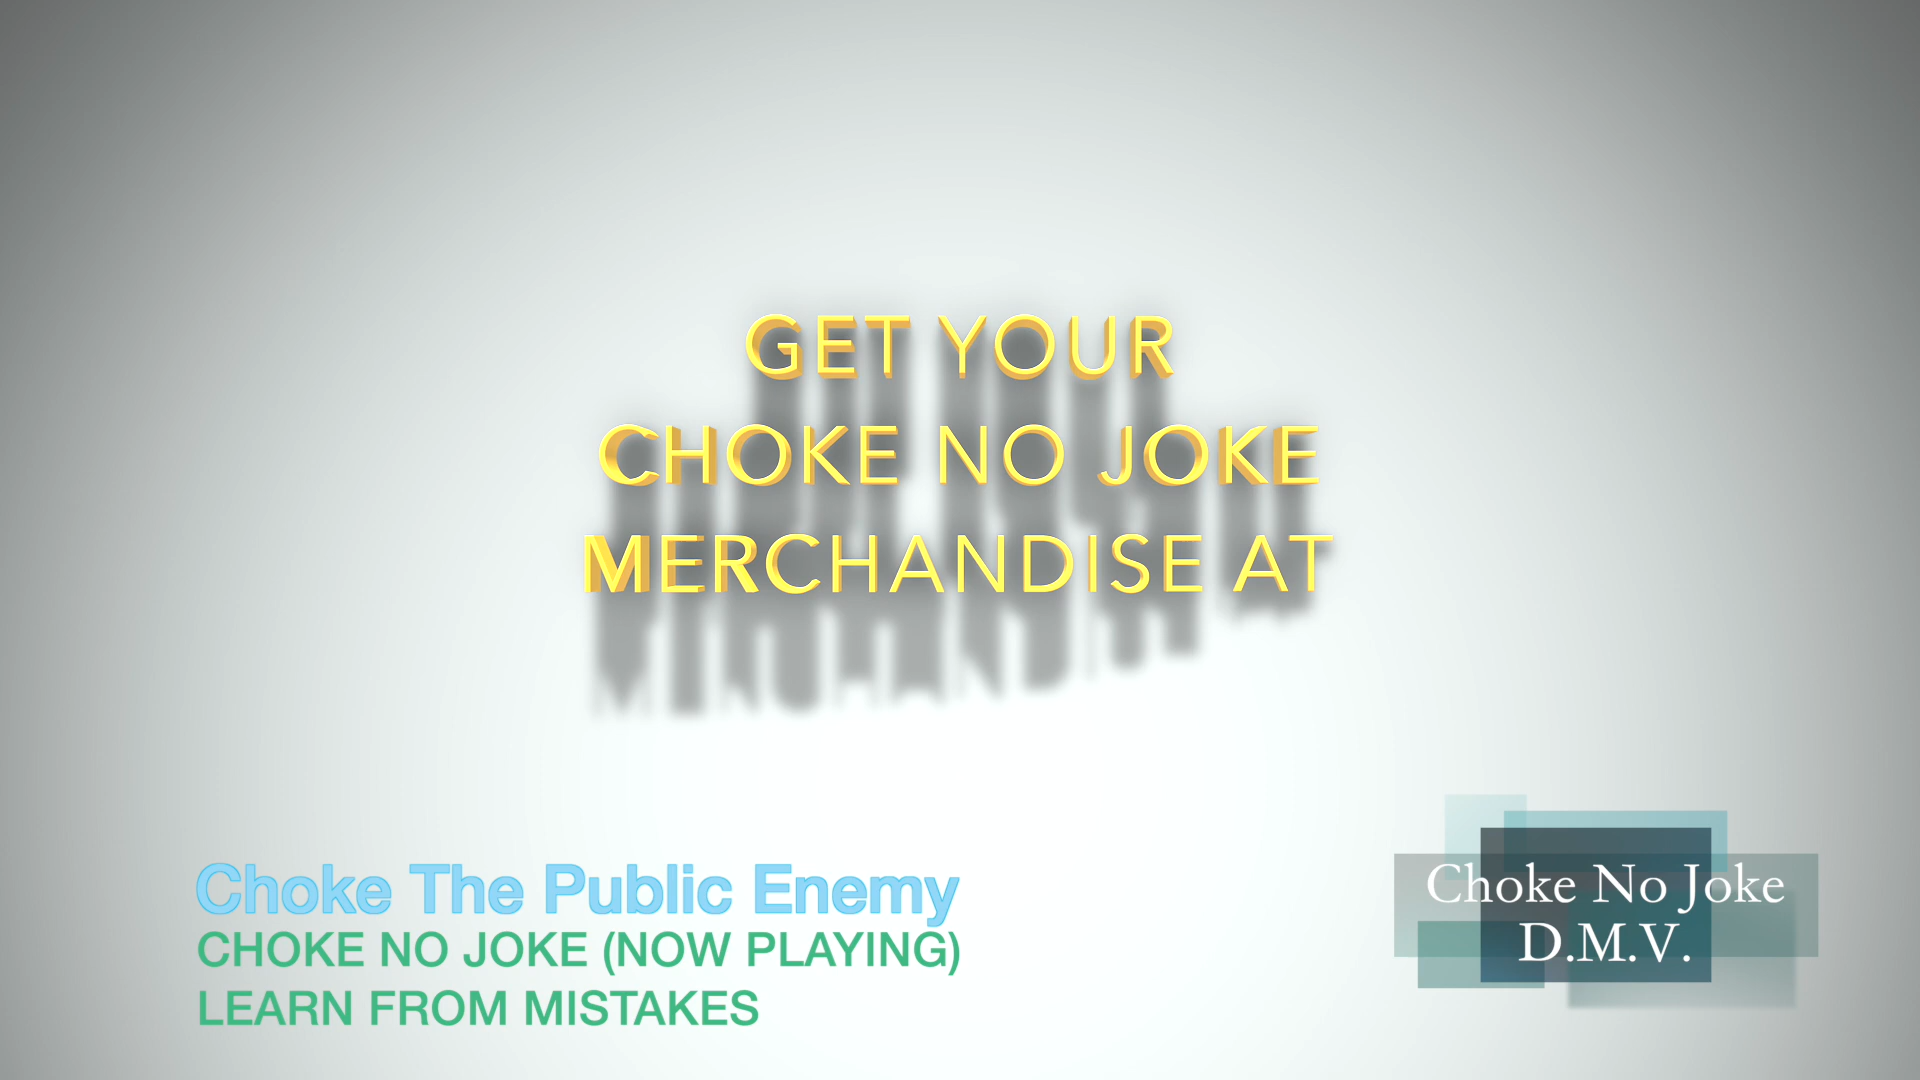 GET YOUR
CHOKE NO JOKE
MERCHANDISE AT
Choke The Public Enemy
CHOKE NO JOKE (NOW PLAYING)
LEARN FROM MISTAKES
Choke No Joke
D.M.V.